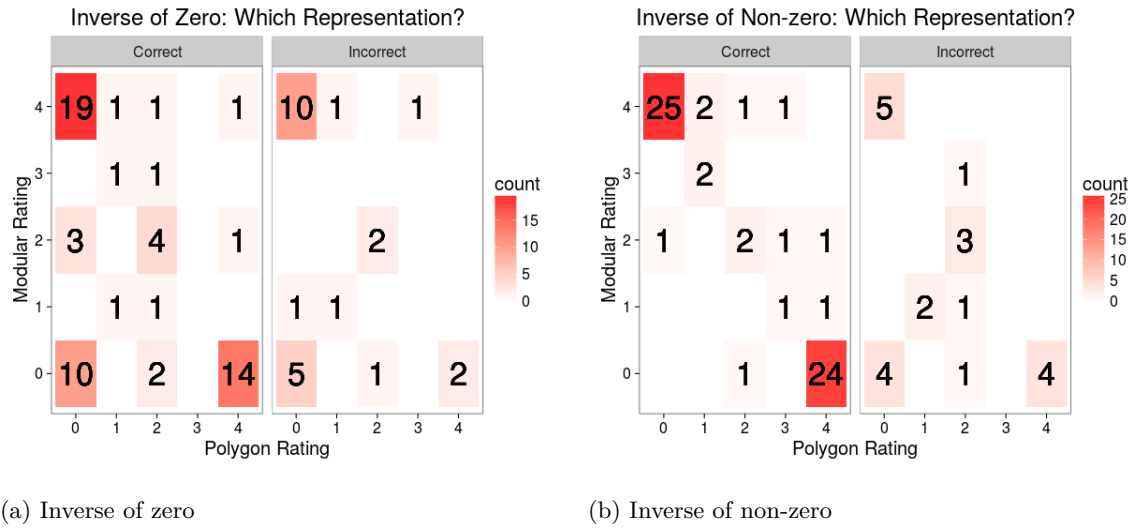 Inverse of Zero: Which Representation?
Correct Incorrect
4 19 1 1 1 10 1 1
3 1 1
2 3 4 1 2
1 1 1 1 1
0 10 2 14 5 1 2
0 1 2 3 4 0 1 2 3 4
Modular Rating
Polygon Rating
count
15
10
5
0
(a) Inverse of zero
Inverse of Non-zero: Which Representation?
Correct Incorrect
4 25 2 1 1 5
3 2 1
2 1 2 1 1 3
1 1 1 2 1
0 1 24 4 1 4
0 1 2 3 4 0 1 2 3 4
Modular Rating
Polygon Rating
count
25
20
15
10
5
0
(b) Inverse of non-zero